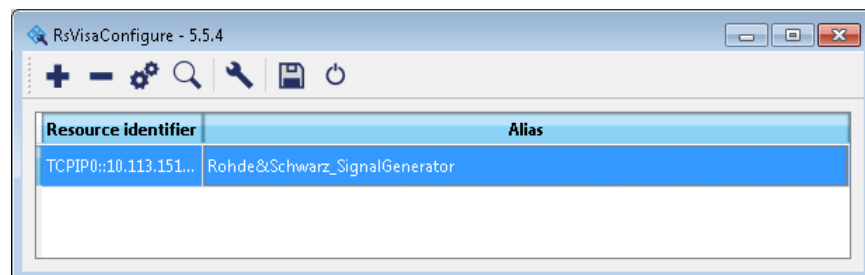 RsVisaConfigure - 5.5.4
Resource identifier Alias
TCPIP0::10.113.151... Rohde&Schwarz_SignalGenerator